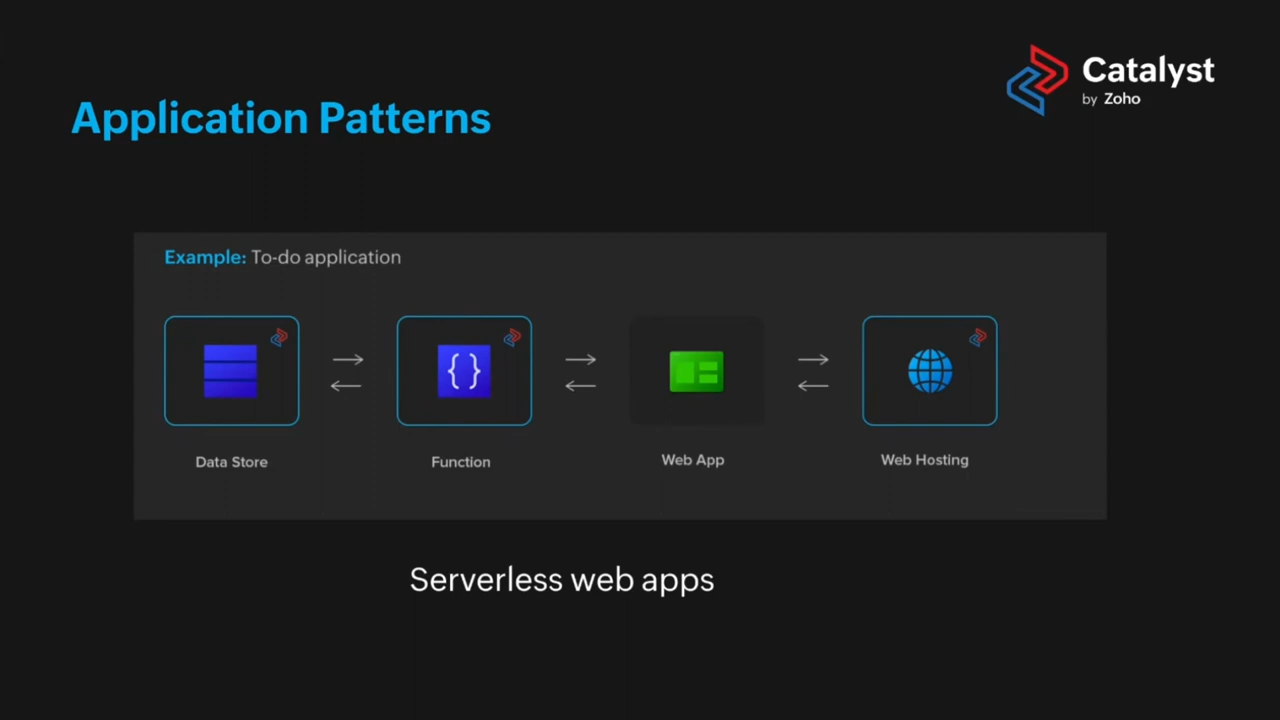 Catalyst
by Zoho
Application Patterns
Example: To-do application
{ }
Data Store
Function
Web App
Web Hosting
Serverless web apps